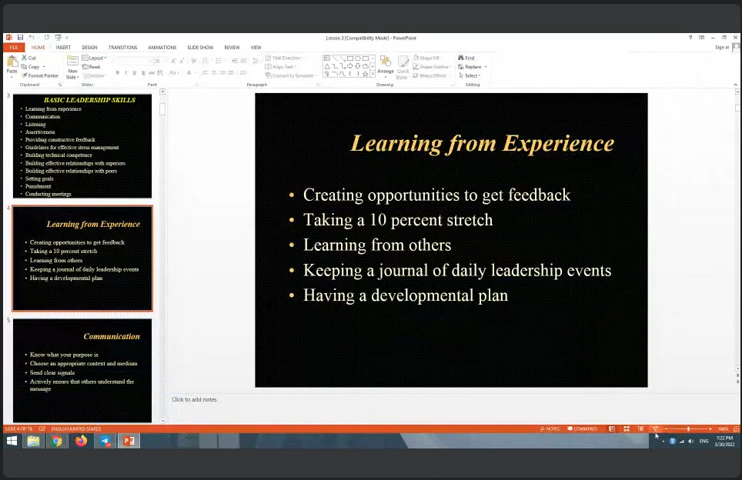 Lesson 3 [Compatibility Mode] - PowerPoint
Sign in
FILE
HOME
INSERT
DESIGN
TRANSITIONS
ANIMATIONS
SLIDE SHOW
REVIEW
VIEW
Paste
Cut
Copy
Format Painter
Clipboard
New
Slide
Layout
Reset
Section
Slides
Font
Paragraph
Text Direction
Align Text
Convert to SmartArt
Arrange
Quick
Styles
Shape Fill
Shape Outline
Shape Effects
Drawing
Find
Replace
Select
Editing
3
BASIC LEADERSHIP SKILLS
• Learning from experience
• Communication
• Listening
• Assertiveness
• Providing constructive feedback
• Guidelines for effective stress management
• Building technical competence
• Building effective relationships with superiors
• Building effective relationships with peers
• Setting goals
• Punishment
• Conducting meetings
4
Learning from Experience
• Creating opportunities to get feedback
• Taking a 10 percent stretch
• Learning from others
• Keeping a journal of daily leadership events
• Having a developmental plan
5
Communication
• Know what your purpose is
• Choose an appropriate context and medium
• Send clear signals
• Actively ensure that others understand the
message
Learning from Experience
• Creating opportunities to get feedback
• Taking a 10 percent stretch
• Learning from others
• Keeping a journal of daily leadership events
• Having a developmental plan
Click to add notes
ENGLISH (UNITED STATES)
NOTES
COMMENTS
ENG
7:22 PM